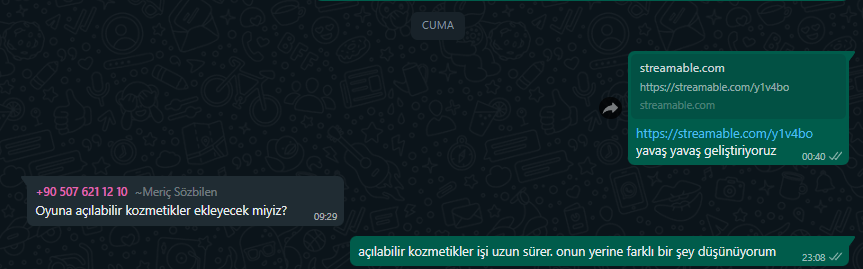 CUMA
streamable.com
https://streamable.com/y1v4bo
streamable.com
https://streamable.com/y1v4bo
yavaş yavaş geliştiriyoruz
00:40
+90 507 621 12 10 ~Meriç Sözbilen
Oyuna açılabilir kozmetikler ekleyecek miyiz?
09:29
açılabilir kozmetikler işi uzun sürer. onun yerine farklı bir şey düşünüyorum
23:08